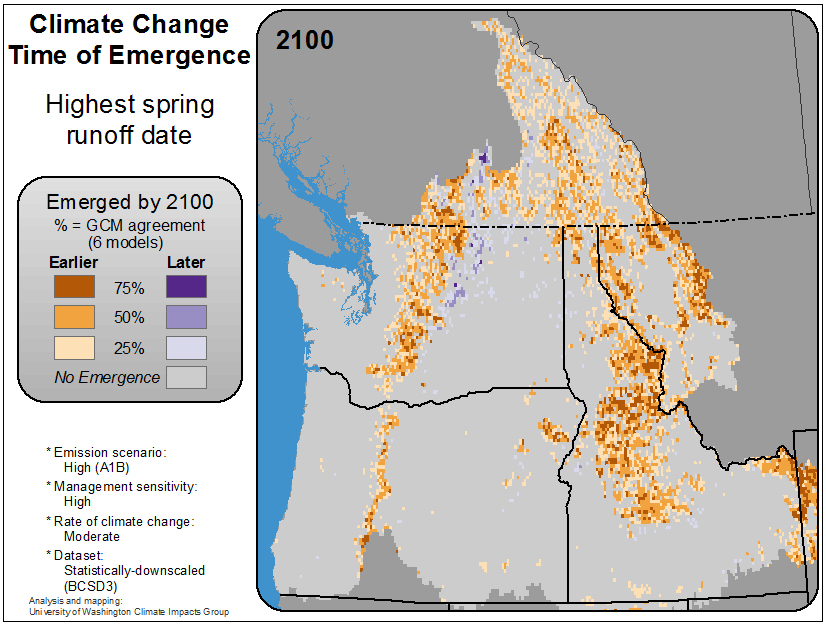 Climate Change
Time of Emergence
Highest spring
runoff date
Emerged by 2100
% = GCM agreement
(6 models)
Earlier Later
75%
50%
25%
No Emergence
* Emission scenario:
High (A1B)
* Management sensitivity:
High
* Rate of climate change:
Moderate
* Dataset:
Statistically-downscaled
(BCSD3)
Analysis and mapping:
University of Washington Climate Impacts Group
2100